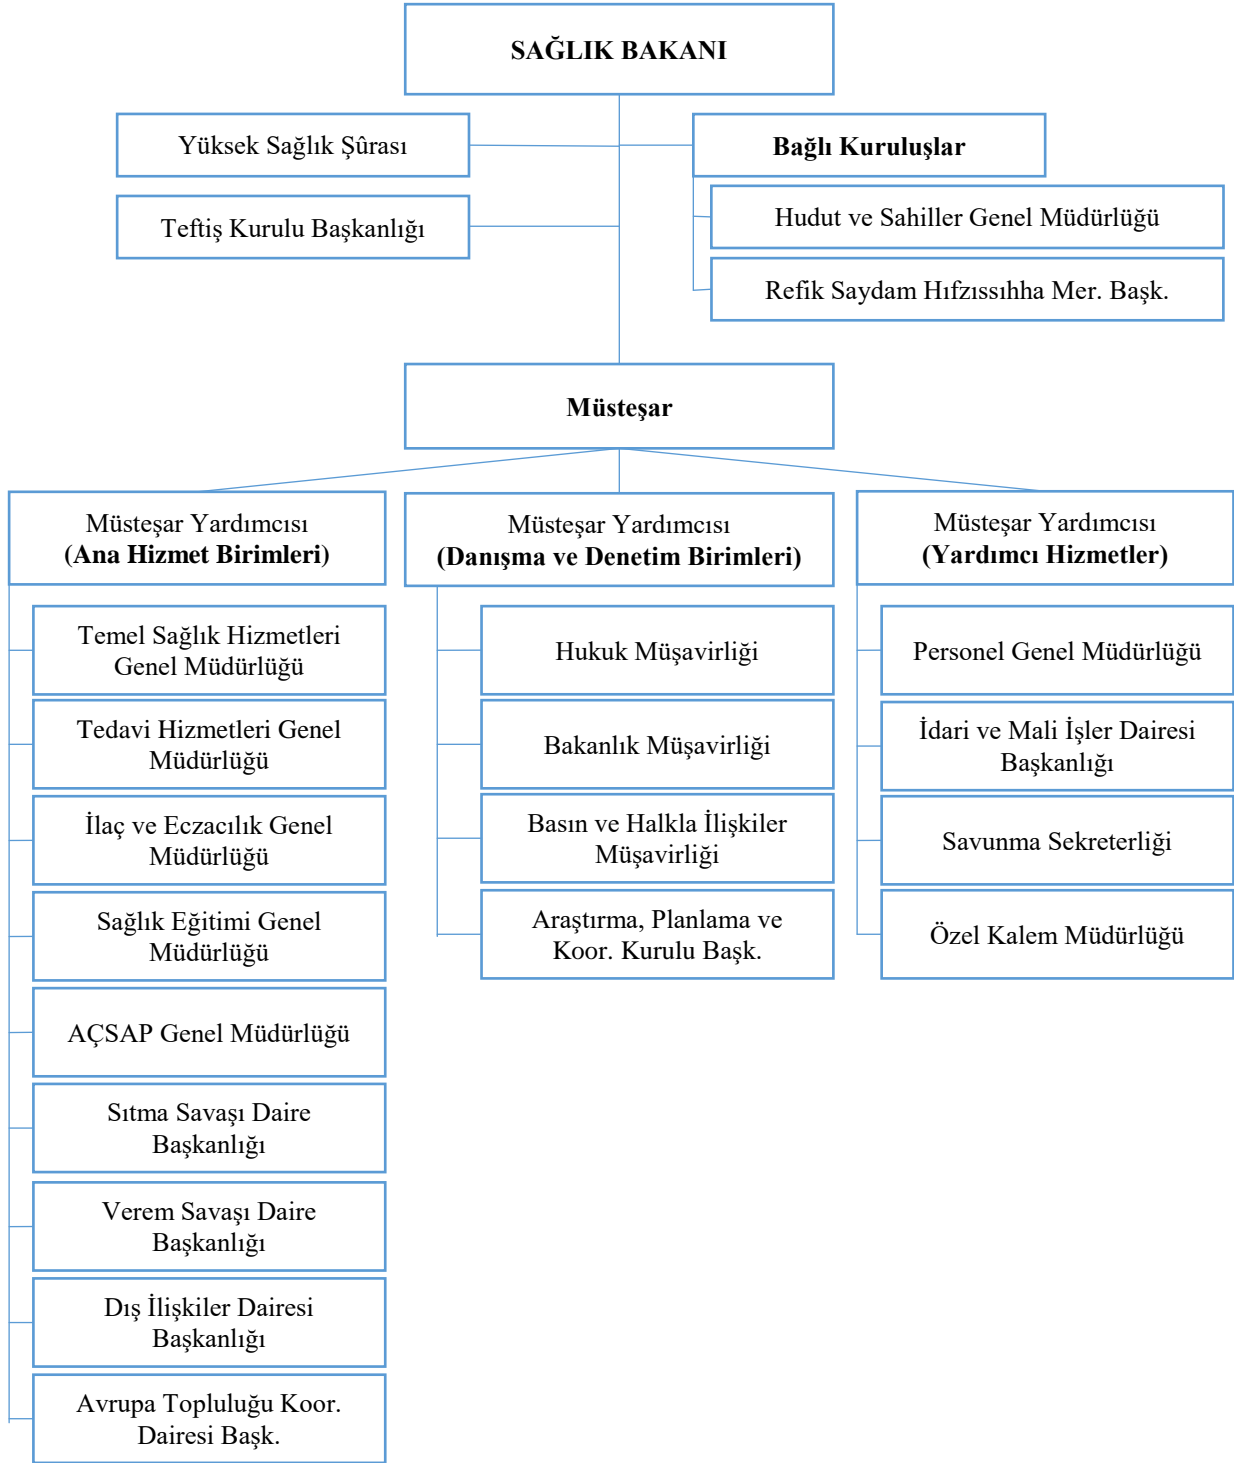 SAĞLIK BAKANI
Yüksek Sağlık Şûrası
Bağlı Kuruluşlar
Teftiş Kurulu Başkanlığı
Hudut ve Sahiller Genel Müdürlüğü
Refik Saydam Hıfzıssıhha Mer. Başk.
Müsteşar
Müsteşar Yardımcısı
(Ana Hizmet Birimleri)
Temel Sağlık Hizmetleri
Genel Müdürlüğü
Tedavi Hizmetleri Genel
Müdürlüğü
İlaç ve Eczacılık Genel
Müdürlüğü
Sağlık Eğitimi Genel
Müdürlüğü
AÇSAP Genel Müdürlüğü
Sıtma Savaşı Daire
Başkanlığı
Verem Savaşı Daire
Başkanlığı
Dış İlişkiler Dairesi
Başkanlığı
Avrupa Topluluğu Koor.
Dairesi Başk.
Müsteşar Yardımcısı
(Danışma ve Denetim Birimleri)
Hukuk Müşavirliği
Bakanlık Müşavirliği
Basın ve Halkla İlişkiler
Müşavirliği
Araştırma, Planlama ve
Koor. Kurulu Başk.
Müsteşar Yardımcısı
(Yardımcı Hizmetler)
Personel Genel Müdürlüğü
İdari ve Mali İşler Dairesi
Başkanlığı
Savunma Sekreterliği
Özel Kalem Müdürlüğü